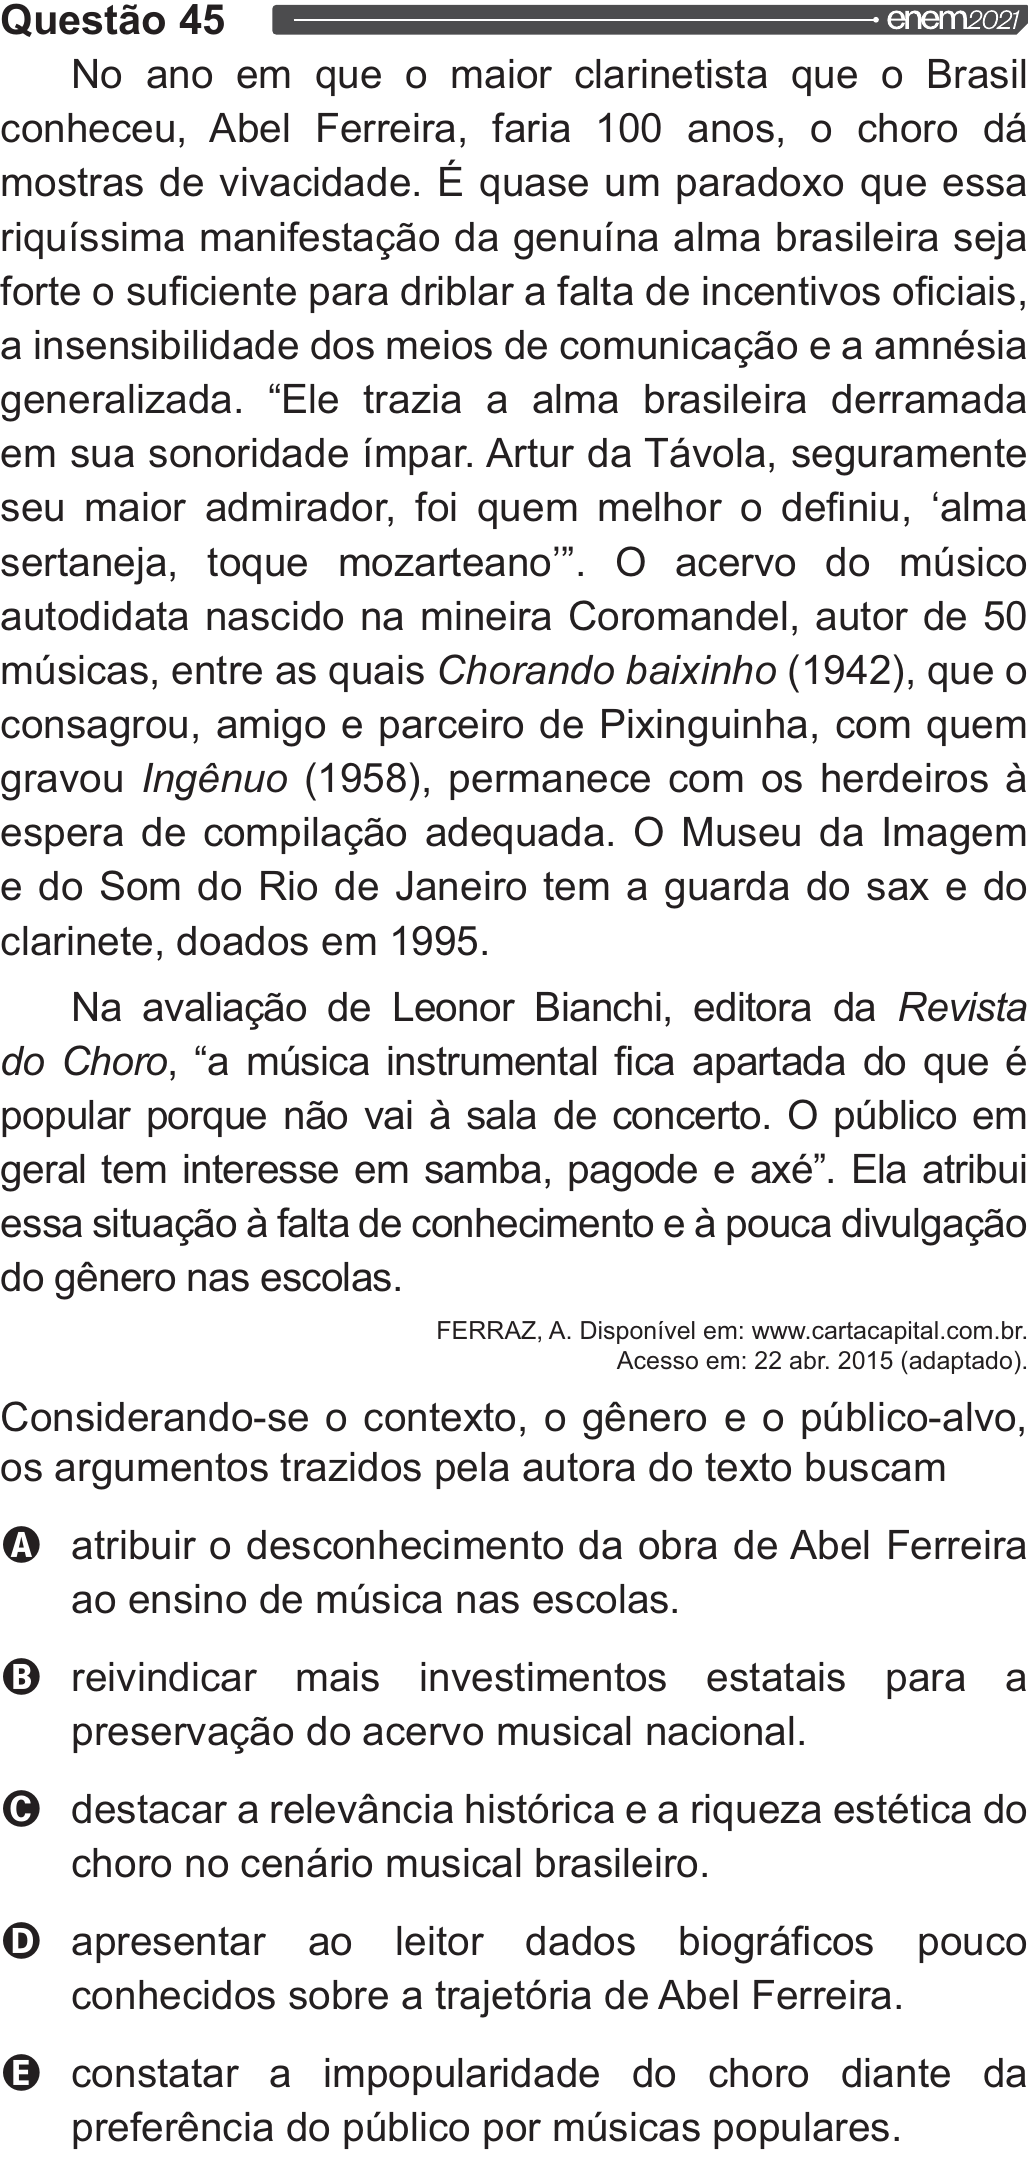 Questão 45 enem2021
No ano em que o maior clarinetista que o Brasil
conheceu, Abel Ferreira, faria 100 anos, o choro dá
mostras de vivacidade. É quase um paradoxo que essa
riquíssima manifestação da genuína alma brasileira seja
forte o suficiente para driblar a falta de incentivos oficiais,
a insensibilidade dos meios de comunicação e a amnésia
generalizada. “Ele trazia a alma brasileira derramada
em sua sonoridade ímpar. Artur da Távola, seguramente
seu maior admirador, foi quem melhor o definiu, ‘alma
sertaneja, toque mozarteano’”. O acervo do músico
autodidata nascido na mineira Coromandel, autor de 50
músicas, entre as quais Chorando baixinho (1942), que o
consagrou, amigo e parceiro de Pixinguinha, com quem
gravou Ingênuo (1958), permanece com os herdeiros à
espera de compilação adequada. O Museu da Imagem
e do Som do Rio de Janeiro tem a guarda do sax e do
clarinete, doados em 1995.
Na avaliação de Leonor Bianchi, editora da Revista
do Choro, “a música instrumental fica apartada do que é
popular porque não vai à sala de concerto. O público em
geral tem interesse em samba, pagode e axé”. Ela atribui
essa situação à falta de conhecimento e à pouca divulgação
do gênero nas escolas.
FERRAZ, A. Disponível em: www.cartacapital.com.br.
Acesso em: 22 abr. 2015 (adaptado).
Considerando-se o contexto, o gênero e o público-alvo,
os argumentos trazidos pela autora do texto buscam
A atribuir o desconhecimento da obra de Abel Ferreira
ao ensino de música nas escolas.
B reivindicar mais investimentos estatais para a
preservação do acervo musical nacional.
C destacar a relevância histórica e a riqueza estética do
choro no cenário musical brasileiro.
D apresentar ao leitor dados biográficos pouco
conhecidos sobre a trajetória de Abel Ferreira.
E constatar a impopularidade do choro diante da
preferência do público por músicas populares.